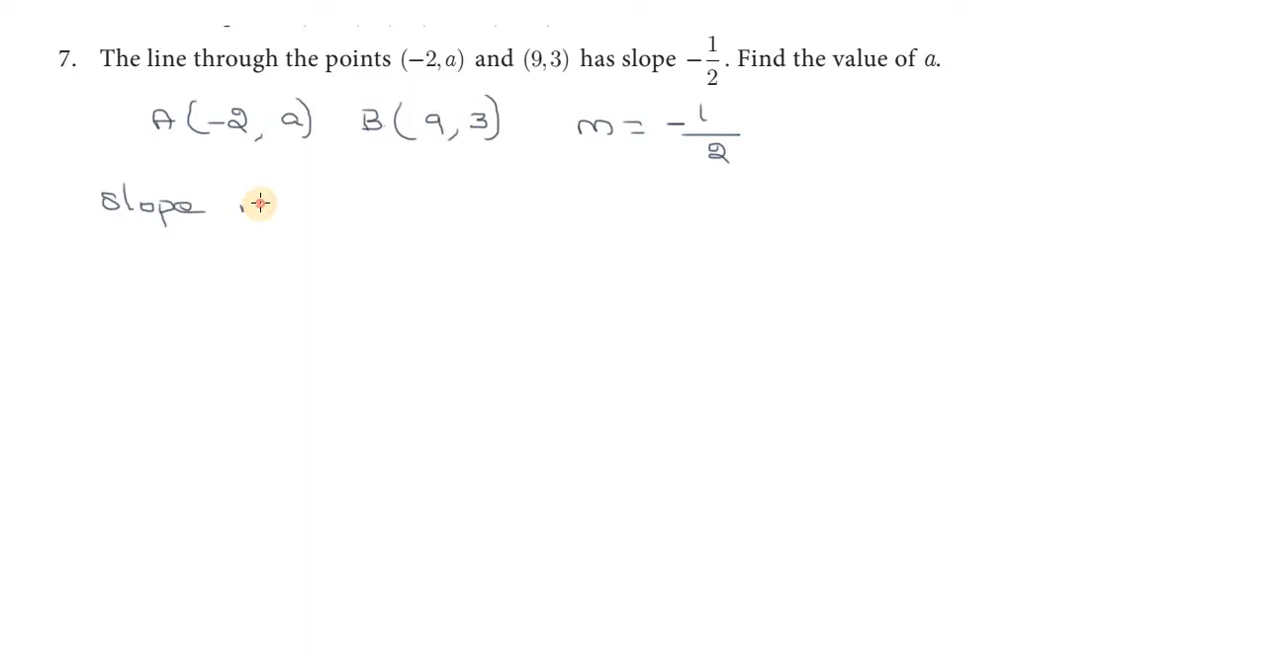 7. The line through the points (−2, a) and (9, 3) has slope −1/2. Find the value of a.
A(-2, a) B(9, 3) m = -1/2
slope